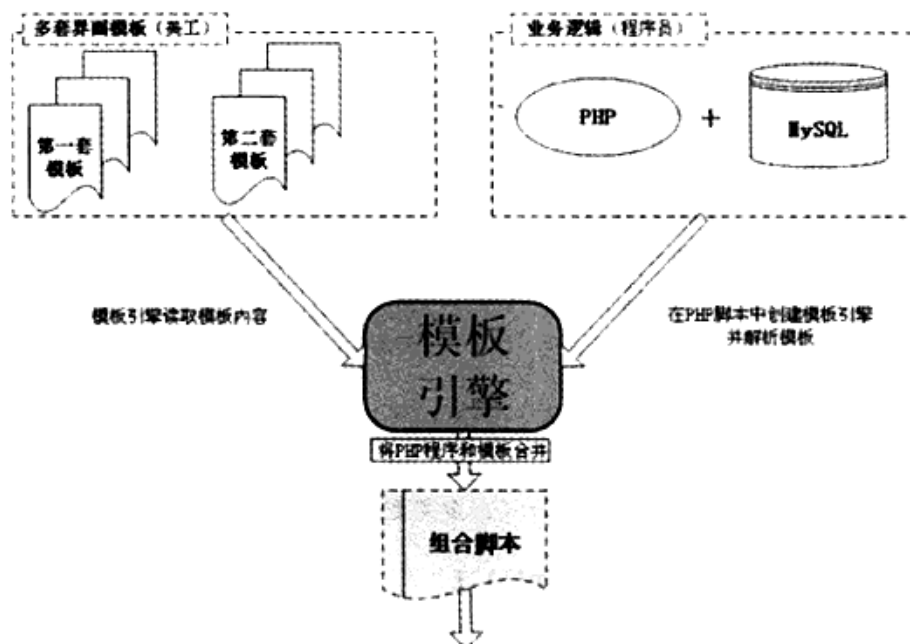 多套界面模板（美工）
业务逻辑（程序员）
第一套
模板
第二套
模板
PHP
+
MySQL
模板引擎读取模板内容
在PHP脚本中创建模板引擎
并解析模板
模板
引擎
将PHP程序和模板合并
组合脚本